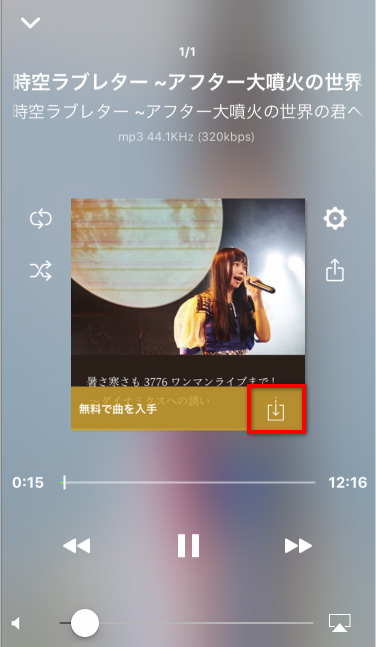 1/1
時空ラブレター ~アフター大噴火の世界
時空ラブレター ~アフター大噴火の世界の君へ
mp3 44.1KHz (320kbps)
暑さ寒さも 3776 ワンマンライブまで!
~ダイナミクスへの誘い
無料で曲を入手
0:15
12:16